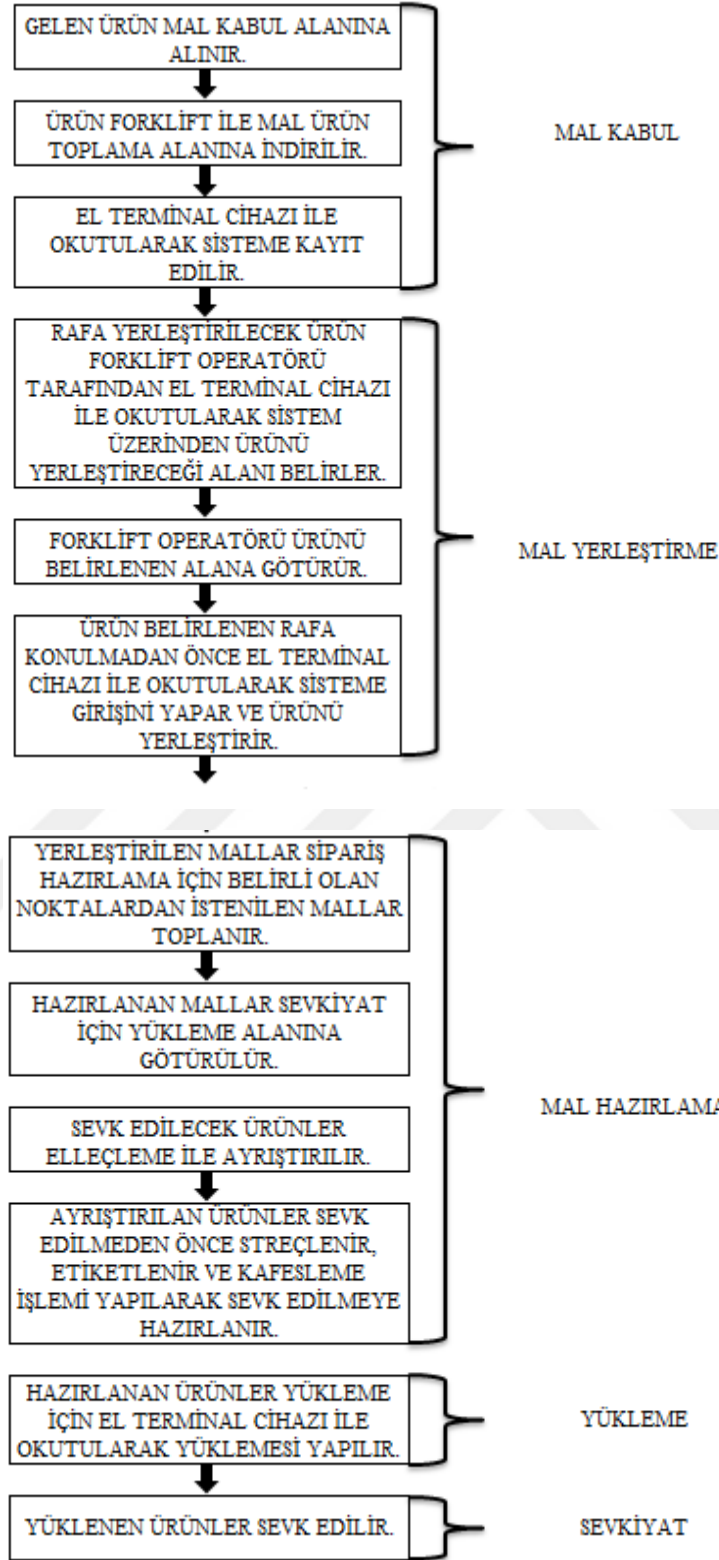 GELEN ÜRÜN MAL KABUL ALANINA
ALINIR.
ÜRÜN FORKLİFT İLE MAL ÜRÜN
TOPLAMA ALANINA İNDİRİLİR.
EL TERMİNAL CİHAZI İLE
OKUTULARAK SİSTEME KAYIT
EDİLİR.
MAL KABUL
RAFA YERLEŞTİRİLECEK ÜRÜN
FORKLİFT OPERATÖRÜ
TARAFINDAN EL TERMİNAL CİHAZI
İLE OKUTULARAK SİSTEM
ÜZERİNDEN ÜRÜNÜ
YERLEŞTİRECEĞİ ALANI BELİRLER.
FORKLİFT OPERATÖRÜ ÜRÜNÜ
BELİRLENEN ALANA GÖTÜRÜR.
ÜRÜN BELİRLENEN RAFA
KONULMADAN ÖNCE EL TERMİNAL
CİHAZI İLE OKUTULARAK SİSTEME
GİRİŞİNİ YAPAR VE ÜRÜNÜ
YERLEŞTİRİR.
MAL YERLEŞTİRME
YERLEŞTİRİLEN MALLAR SİPARİŞ
HAZIRLAMA İÇİN BELİRLİ OLAN
NOKTALARDAN İSTENİLEN MALLAR
TOPLANIR.
HAZIRLANAN MALLAR SEVKİYAT
İÇİN YÜKLEME ALANINA
GÖTÜRÜLÜR.
SEVK EDİLECEK ÜRÜNLER
ELLEÇLEME İLE AYRIŞTIRILIR.
AYRIŞTIRILAN ÜRÜNLER SEVK
EDİLMEDEN ÖNCE STREÇLENİR,
ETİKETLENİR VE KAFESLEME
İŞLEMİ YAPILARAK SEVK EDİLMEYE
HAZIRLANIR.
MAL HAZIRLAMA
HAZIRLANAN ÜRÜNLER YÜKLEME
İÇİN EL TERMİNAL CİHAZI İLE
OKUTULARAK YÜKLEMESİ YAPILIR.
YÜKLEME
YÜKLENEN ÜRÜNLER SEVK EDİLİR.
SEVKİYAT